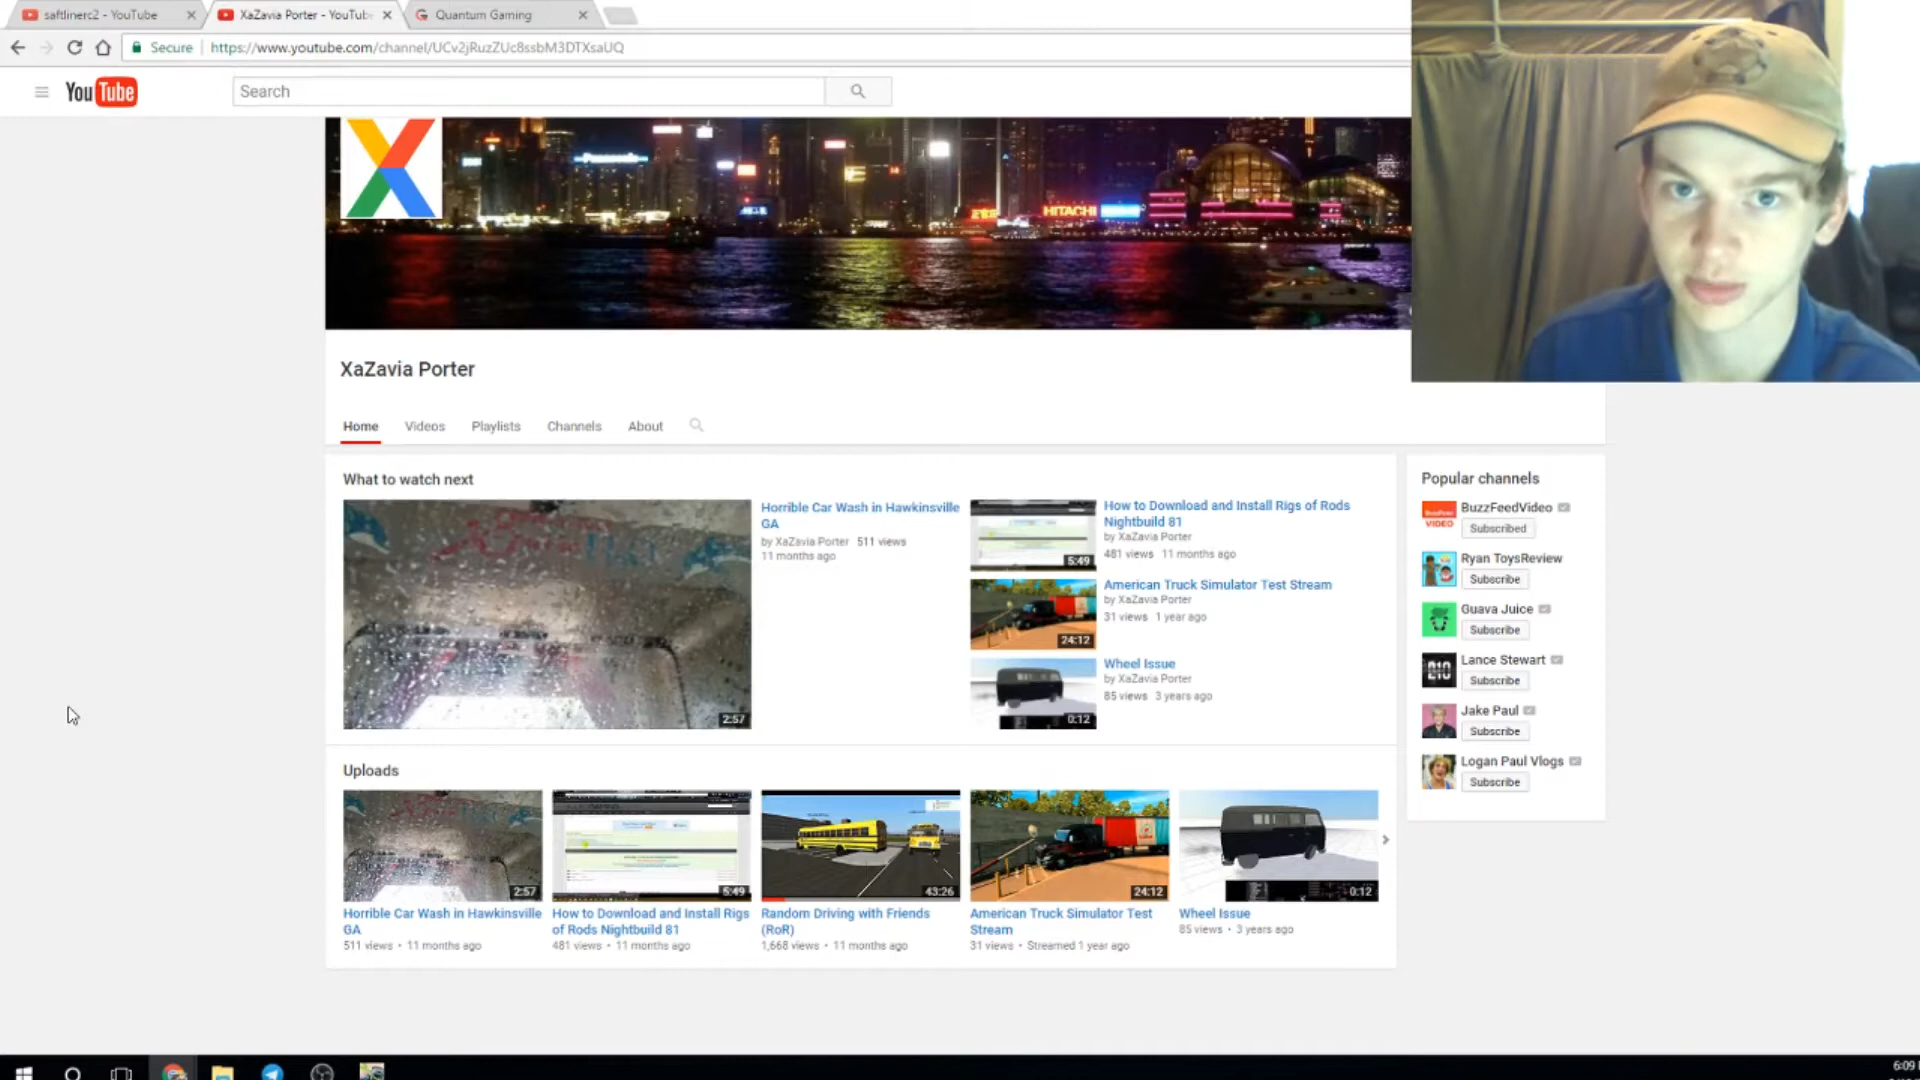 saftlinerc2 - YouTube
XaZavia Porter - YouTub
Quantum Gaming
Secure
https://www.youtube.com/channel/UCv2jRuzZUc8ssbM3DTXsaUQ
YouTube
Search
Panasonic
HITACHI
XaZavia Porter
Home
Videos
Playlists
Channels
About
What to watch next
2:57
Horrible Car Wash in Hawkinsville
GA
by XaZavia Porter 511 views
11 months ago
5:49
How to Download and Install Rigs of Rods
Nightbuild 81
by XaZavia Porter
481 views 11 months ago
24:12
American Truck Simulator Test Stream
by XaZavia Porter
31 views 1 year ago
0:12
Wheel Issue
by XaZavia Porter
85 views 3 years ago
Popular channels
BuzzFeedVideo
Subscribed
Ryan ToysReview
Subscribe
Guava Juice
Subscribe
Lance Stewart
Subscribe
Jake Paul
Subscribe
Logan Paul Vlogs
Subscribe
Uploads
2:57
5:49
43:26
24:12
0:12
Horrible Car Wash in Hawkinsville
GA
511 views • 11 months ago
How to Download and Install Rigs
of Rods Nightbuild 81
481 views • 11 months ago
Random Driving with Friends
(RoR)
1,668 views • 11 months ago
American Truck Simulator Test
Stream
31 views • Streamed 1 year ago
Wheel Issue
85 views • 3 years ago
6:09